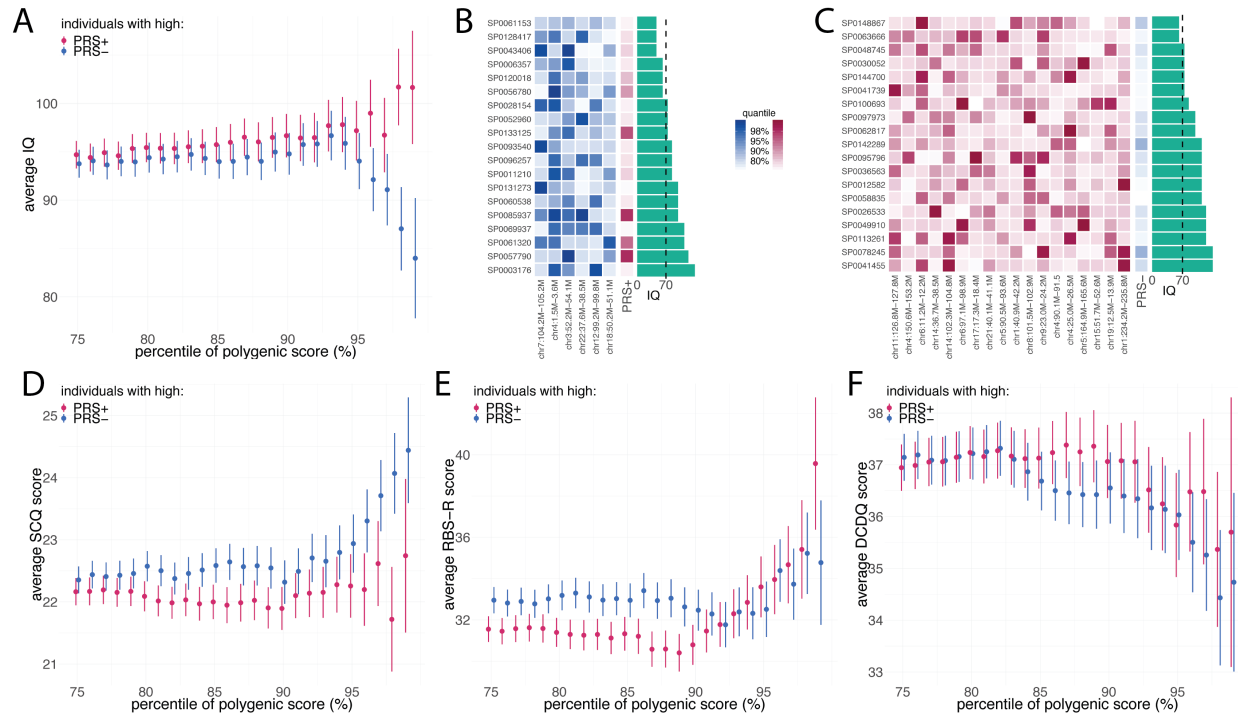 A
individuals with high:
PRS+
PRS−
100
90
80
average IQ
75
80
85
90
95
percentile of polygenic score (%)
B
SP0061153
SP0128417
SP0043406
SP0006357
SP0120018
SP0056780
SP0028154
SP0052960
SP0133125
SP0093540
SP0096257
SP0011210
SP0131273
SP0060538
SP0085937
SP0069937
SP0061320
SP0057790
SP0003176
chr7:104.2M−105.2M
chr4:1.5M−3.6M
chr3:52.2M−54.1M
chr22:37.6M−38.5M
chr12:99.2M−99.8M
chr18:50.2M−51.1M
PRS+
0
70
IQ
quantile
98%
95%
90%
80%
C
SP0148867
SP0063666
SP0048745
SP0030052
SP0144700
SP0041739
SP0100693
SP0097973
SP0062817
SP0142289
SP0095796
SP0036563
SP0012582
SP0058835
SP0026533
SP0049910
SP0113261
SP0078245
SP0041455
chr11:126.8M−127.8M
chr4:150.6M−153.2M
chr6:11.2M−12.2M
chr14:36.7M−38.5M
chr14:102.3M−104.8M
chr6:97.1M−98.9M
chr17:17.3M−18.4M
chr21:40.1M−41.1M
chr5:90.5M−93.6M
chr1:40.9M−42.2M
chr8:101.5M−102.9M
chr9:23.0M−24.2M
chr4:90.1M−91.5
chr4:25.0M−26.5M
chr5:164.9M−165.6M
chr15:51.7M−52.6M
chr19:12.5M−13.9M
chr1:234.2M−235.8M
PRS−
0
70
IQ
D
individuals with high:
PRS+
PRS−
25
24
23
22
21
average SCQ score
75
80
85
90
95
percentile of polygenic score (%)
E
individuals with high:
PRS+
PRS−
40
36
32
average RBS−R score
75
80
85
90
95
percentile of polygenic score (%)
F
individuals with high:
PRS+
PRS−
38
37
36
35
34
33
average DCDQ score
75
80
85
90
95
percentile of polygenic score (%)